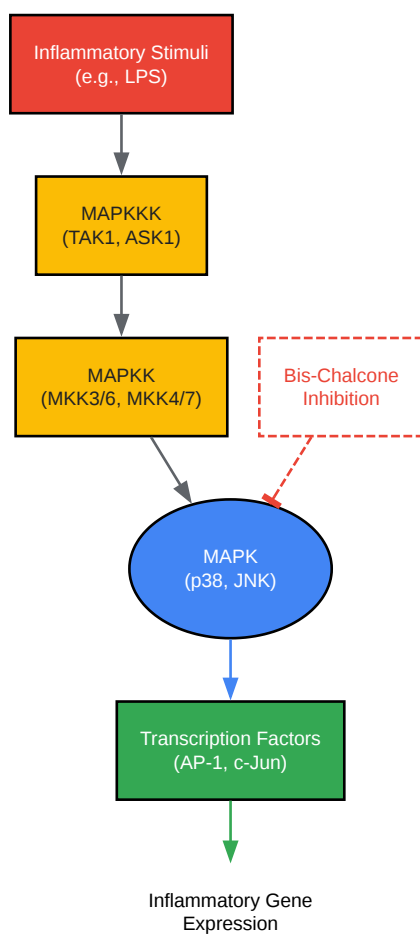 Inflammatory Stimuli
(e.g., LPS)
MAPKKK
(TAK1, ASK1)
MAPKK
(MKK3/6, MKK4/7)
Bis-Chalcone
Inhibition
MAPK
(p38, JNK)
Transcription Factors
(AP-1, c-Jun)
Inflammatory Gene
Expression